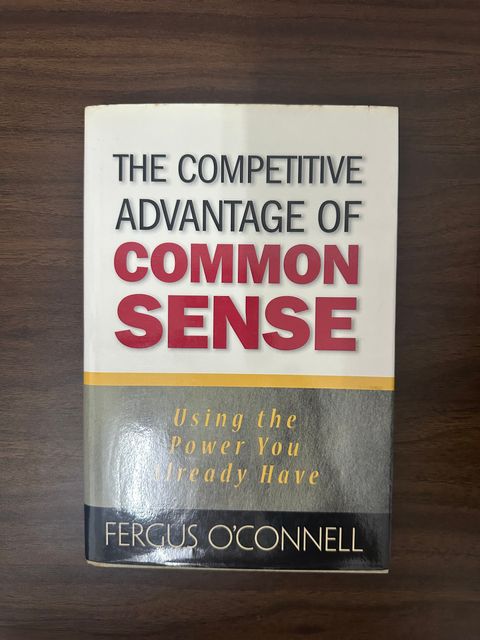 THE COMPETITIVE
ADVANTAGE OF
COMMON
SENSE
Using the
Power You
Already Have
FERGUS O'CONNELL